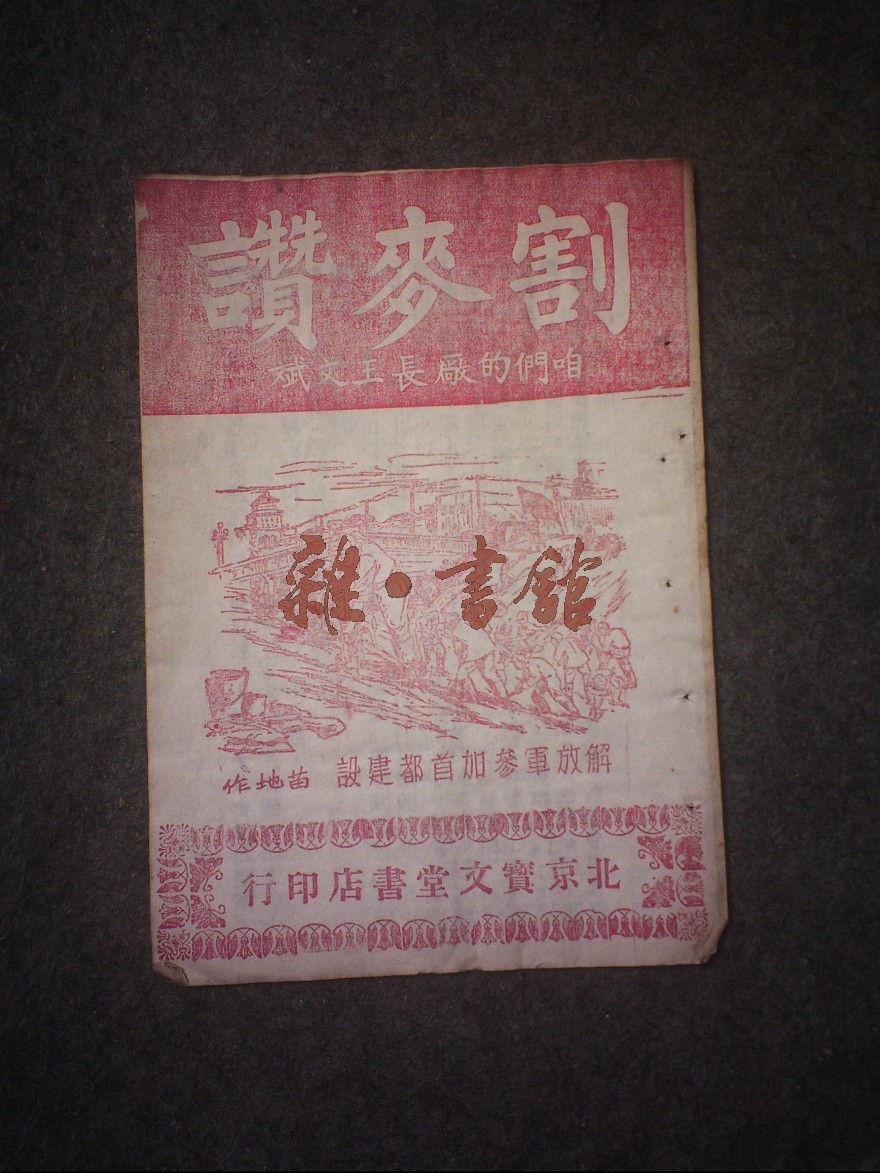 割麥讚
咱們的廠長王文斌
雜·書館
解放軍參加首都建設 苗地作
北京寶文堂書店印行